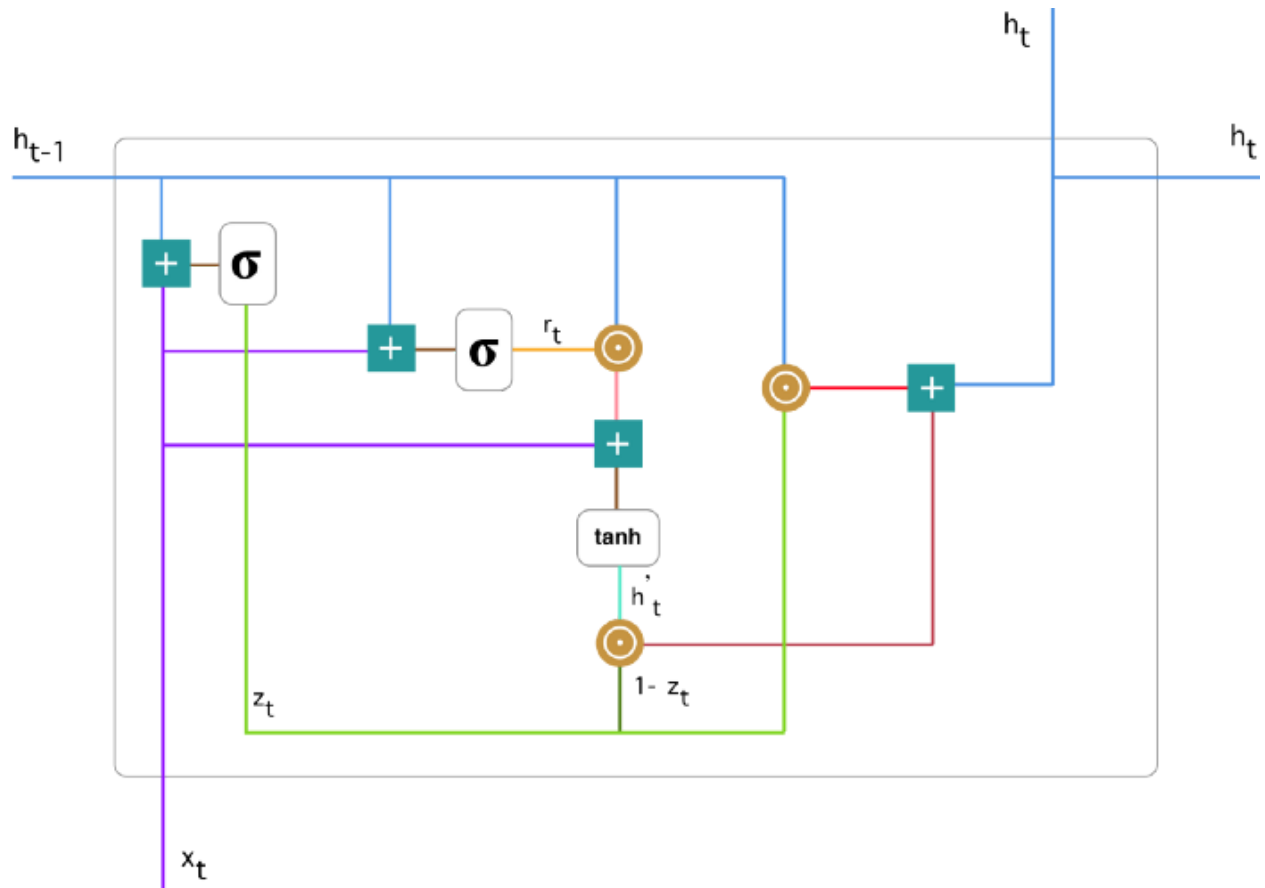 h_t
h_{t-1}
h_t
+
σ
+
σ
r_t
+
+
tanh
h'_t
1- z_t
z_t
x_t